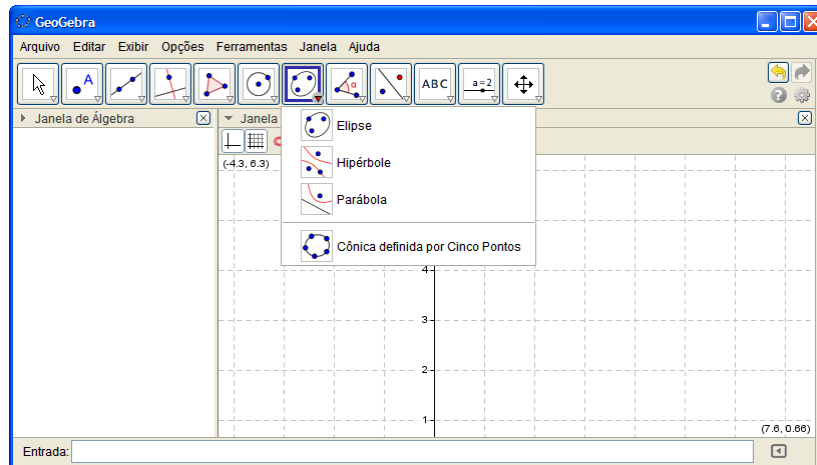 GeoGebra
Arquivo Editar Exibir Opções Ferramentas Janela Ajuda
A α ABC a=2
Janela de Álgebra
Janela
Elipse
Hipérbole
Parábola
Cônica definida por Cinco Pontos
(-4.3, 6.3)
4
3
2
1
(7.6, 0.66)
Entrada: